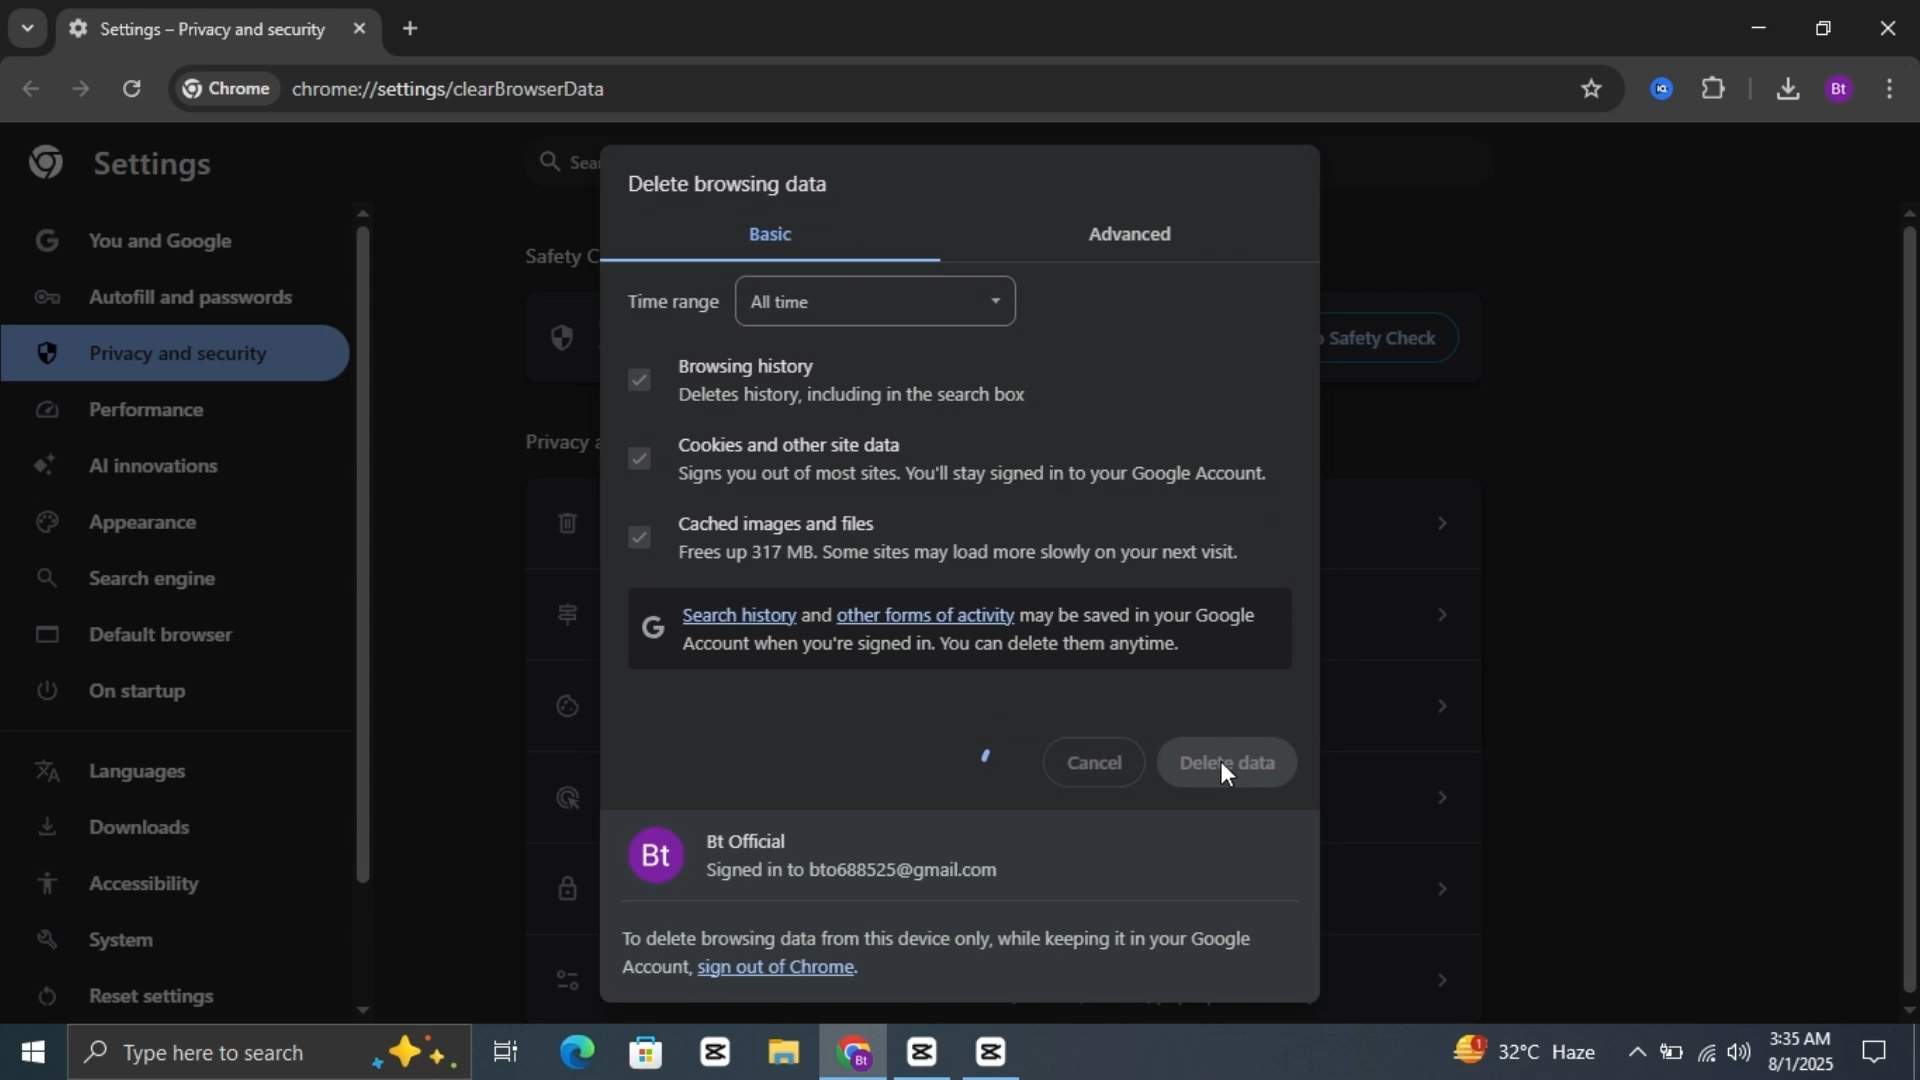 Settings – Privacy and security
Chrome
chrome://settings/clearBrowserData
Bt
Settings
Sea
You and Google
Autofill and passwords
Privacy and security
Performance
AI innovations
Appearance
Search engine
Default browser
On startup
Languages
Downloads
Accessibility
System
Reset settings
Safety C
Safety Check
Privacy a
Delete browsing data
Basic
Advanced
Time range
All time
Browsing history
Deletes history, including in the search box
Cookies and other site data
Signs you out of most sites. You'll stay signed in to your Google Account.
Cached images and files
Frees up 317 MB. Some sites may load more slowly on your next visit.
G
Search history and other forms of activity may be saved in your Google
Account when you're signed in. You can delete them anytime.
Cancel
Delete data
Bt
Bt Official
Signed in to bto688525@gmail.com
To delete browsing data from this device only, while keeping it in your Google
Account, sign out of Chrome.
Type here to search
Bt
1
32°C Haze
3:35 AM
8/1/2025